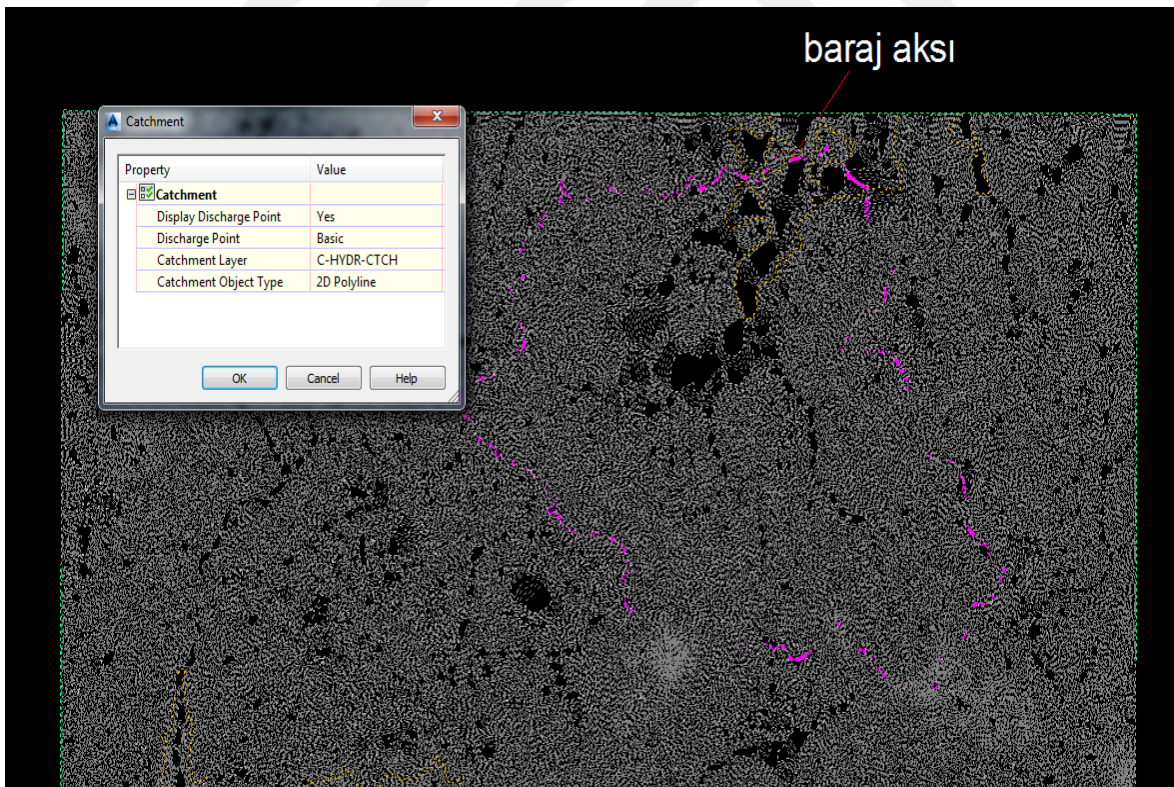 baraj aksı
Catchment
Property Value
Catchment
Display Discharge Point Yes
Discharge Point Basic
Catchment Layer C-HYDR-CTCH
Catchment Object Type 2D Polyline
OK Cancel Help